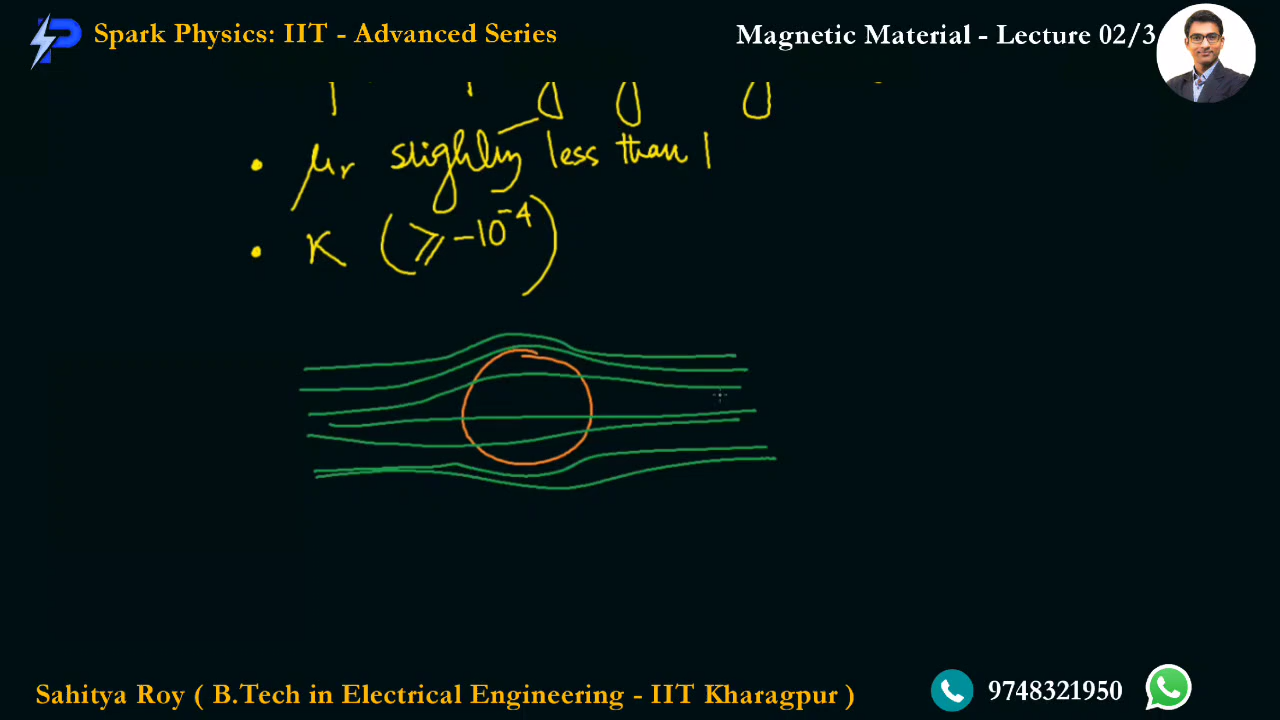 Spark Physics: IIT - Advanced Series
Magnetic Material - Lecture 02/3
• μr slighly less than 1
• K (⩾ -10⁻⁴)
Sahitya Roy ( B.Tech in Electrical Engineering - IIT Kharagpur )
9748321950